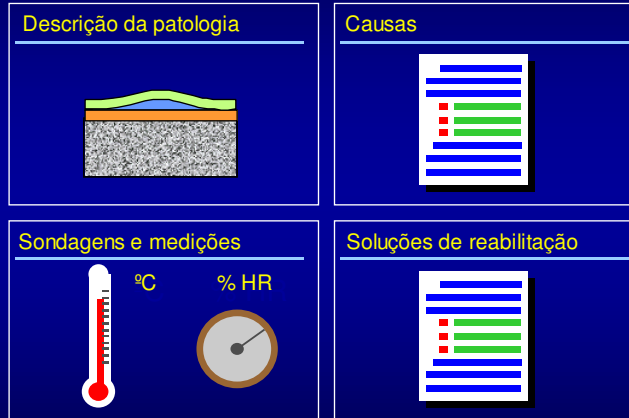 Descrição da patologia
Causas
Sondagens e medições
ºC
% HR
Soluções de reabilitação